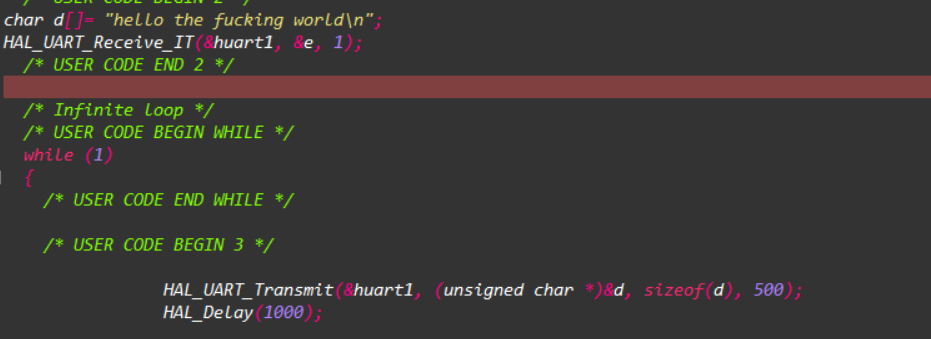 /* USER CODE BEGIN 2 */
char d[]= "hello the fucking world\n";
HAL_UART_Receive_IT(&huart1, &e, 1);
/* USER CODE END 2 */
/* Infinite loop */
/* USER CODE BEGIN WHILE */
while (1)
{
/* USER CODE END WHILE */
/* USER CODE BEGIN 3 */
HAL_UART_Transmit(&huart1, (unsigned char *)&d, sizeof(d), 500);
HAL_Delay(1000);